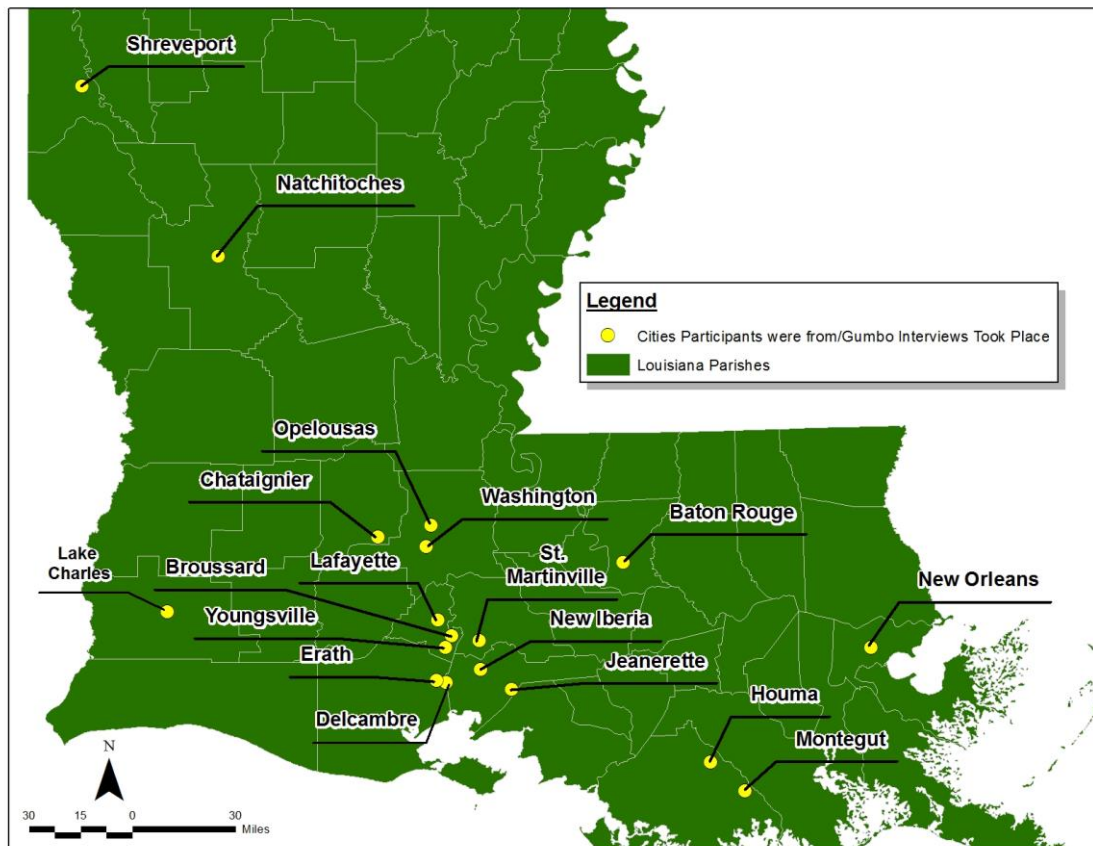 Shreveport
Natchitoches
Legend
Cities Participants were from/Gumbo Interviews Took Place
Louisiana Parishes
Opelousas
Chataignier
Washington
Baton Rouge
Lake
Charles
Broussard
Lafayette
St.
Martinville
New Orleans
Youngsville
New Iberia
Erath
Jeanerette
Delcambre
Houma
Montegut
N
30 15 0 30
Miles